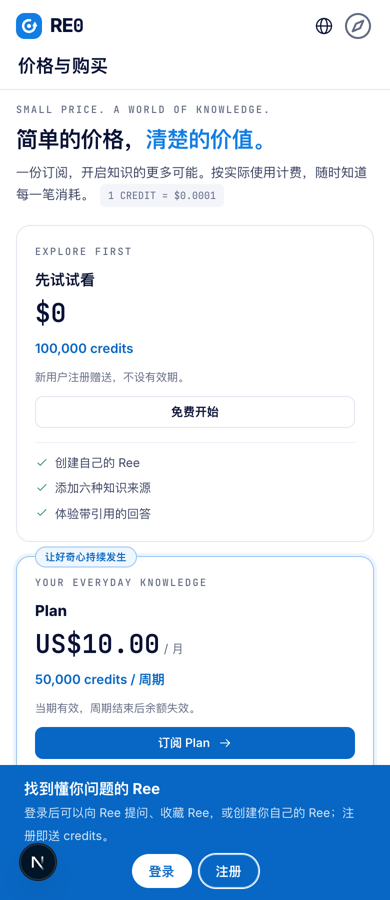 RE0
价格与购买
SMALL PRICE. A WORLD OF KNOWLEDGE.
简单的价格，清楚的价值。
一份订阅，开启知识的更多可能。按实际使用计费，随时知道
每一笔消耗。 1 CREDIT = $0.0001
EXPLORE FIRST
先试试看
$0
100,000 credits
新用户注册赠送，不设有效期。
免费开始
创建自己的 Ree
添加六种知识来源
体验带引用的回答
让好奇心持续发生
YOUR EVERYDAY KNOWLEDGE
Plan
US$10.00 / 月
50,000 credits / 周期
当期有效，周期结束后余额失效。
订阅 Plan →
找到懂你问题的 Ree
登录后可以向 Ree 提问、收藏 Ree，或创建你自己的 Ree；注
册即送 credits。
N
登录 注册